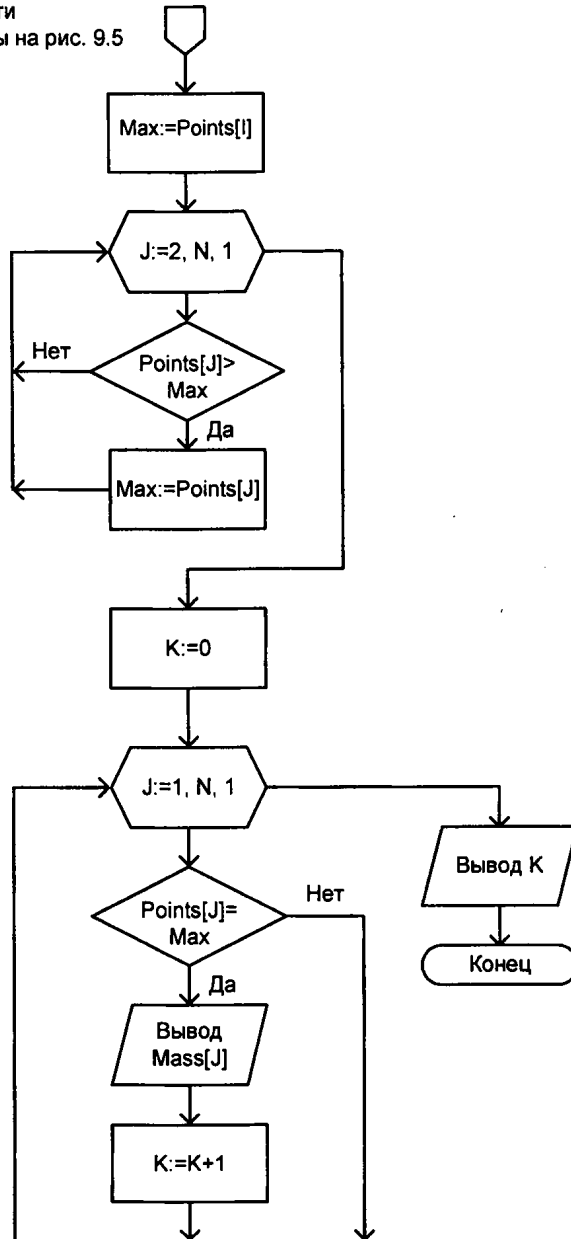 ти
ы на рис. 9.5
Max:=Points[I]
J:=2, N, 1
Нет
Points[J]>
Max
Да
Max:=Points[J]
K:=0
J:=1, N, 1
Вывод K
Points[J]=
Max
Нет
Конец
Да
Вывод
Mass[J]
K:=K+1